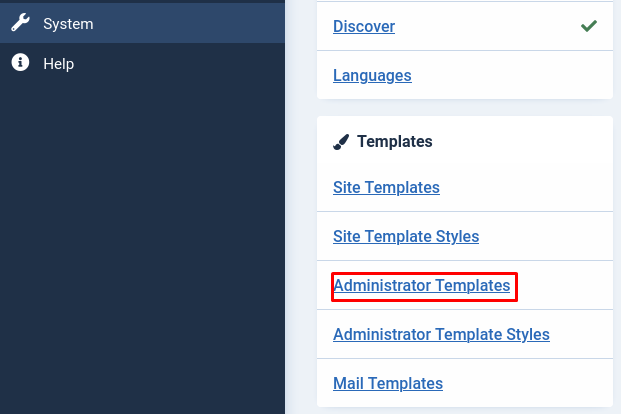 System
Help
Discover
Languages
Templates
Site Templates
Site Template Styles
Administrator Templates
Administrator Template Styles
Mail Templates